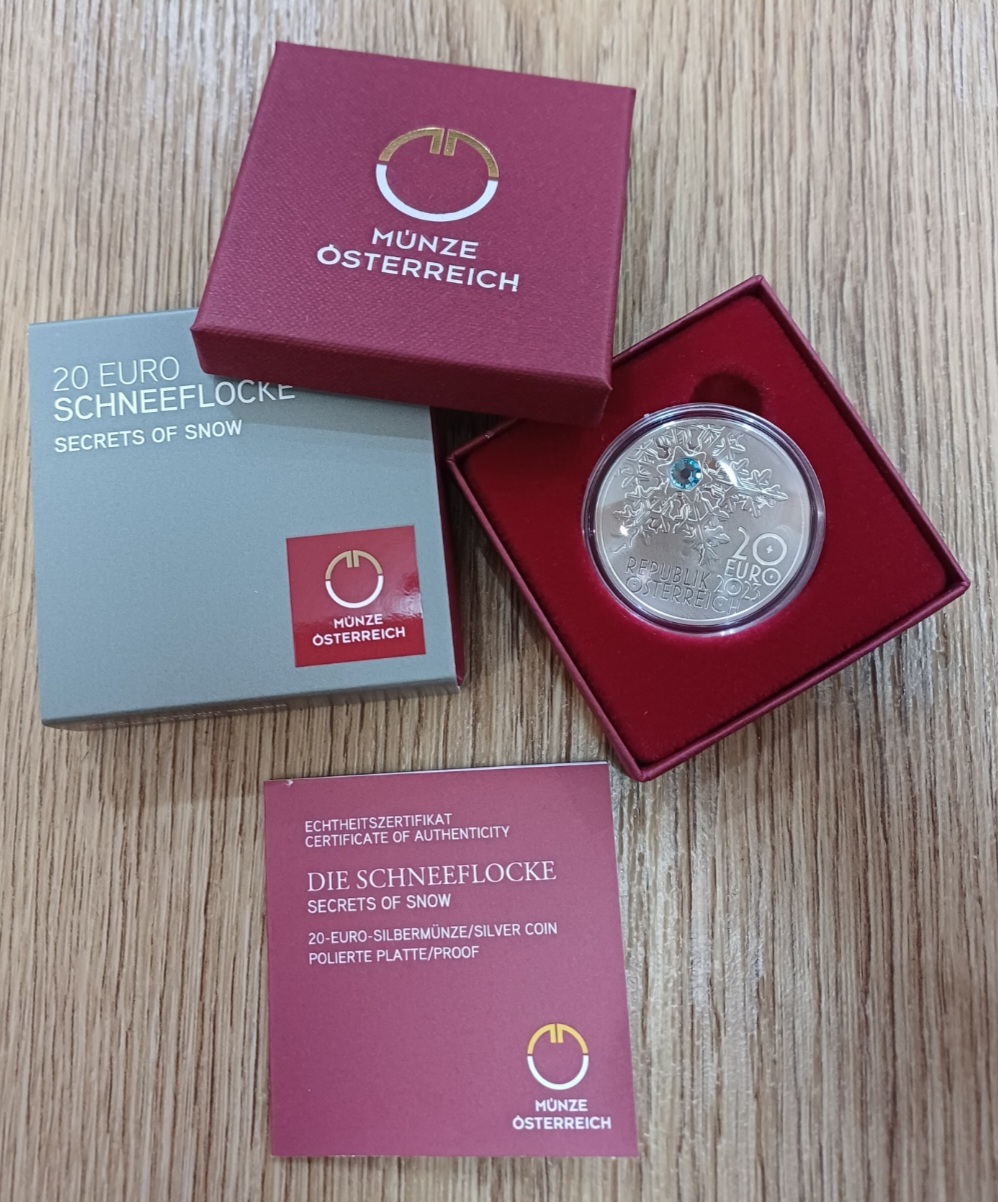 MÜNZE
ÖSTERREICH
20 EURO
SCHNEEFLOCKE
SECRETS OF SNOW
MÜNZE
ÖSTERREICH
20
EURO
2023
REPUBLIK
ÖSTERREICH
ECHTHEITSZERTIFIKAT
CERTIFICATE OF AUTHENTICITY
DIE SCHNEEFLOCKE
SECRETS OF SNOW
20-EURO-SILBERMÜNZE/SILVER COIN
POLIERTE PLATTE/PROOF
MÜNZE
ÖSTERREICH